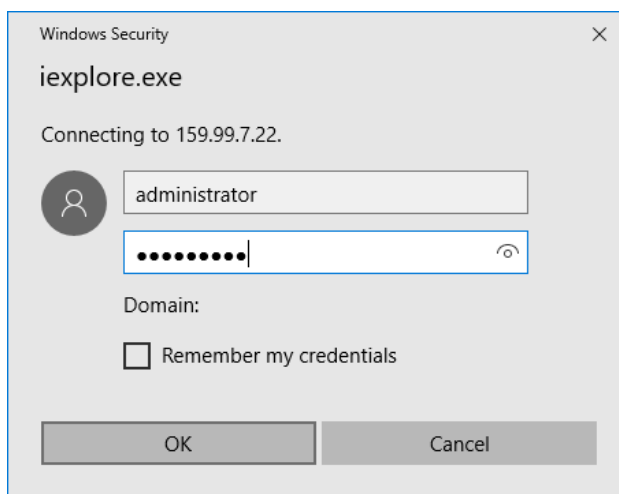 Windows Security
iexplore.exe
Connecting to 159.99.7.22.
administrator
●●●●●●●●●
Domain:
Remember my credentials
OK
Cancel